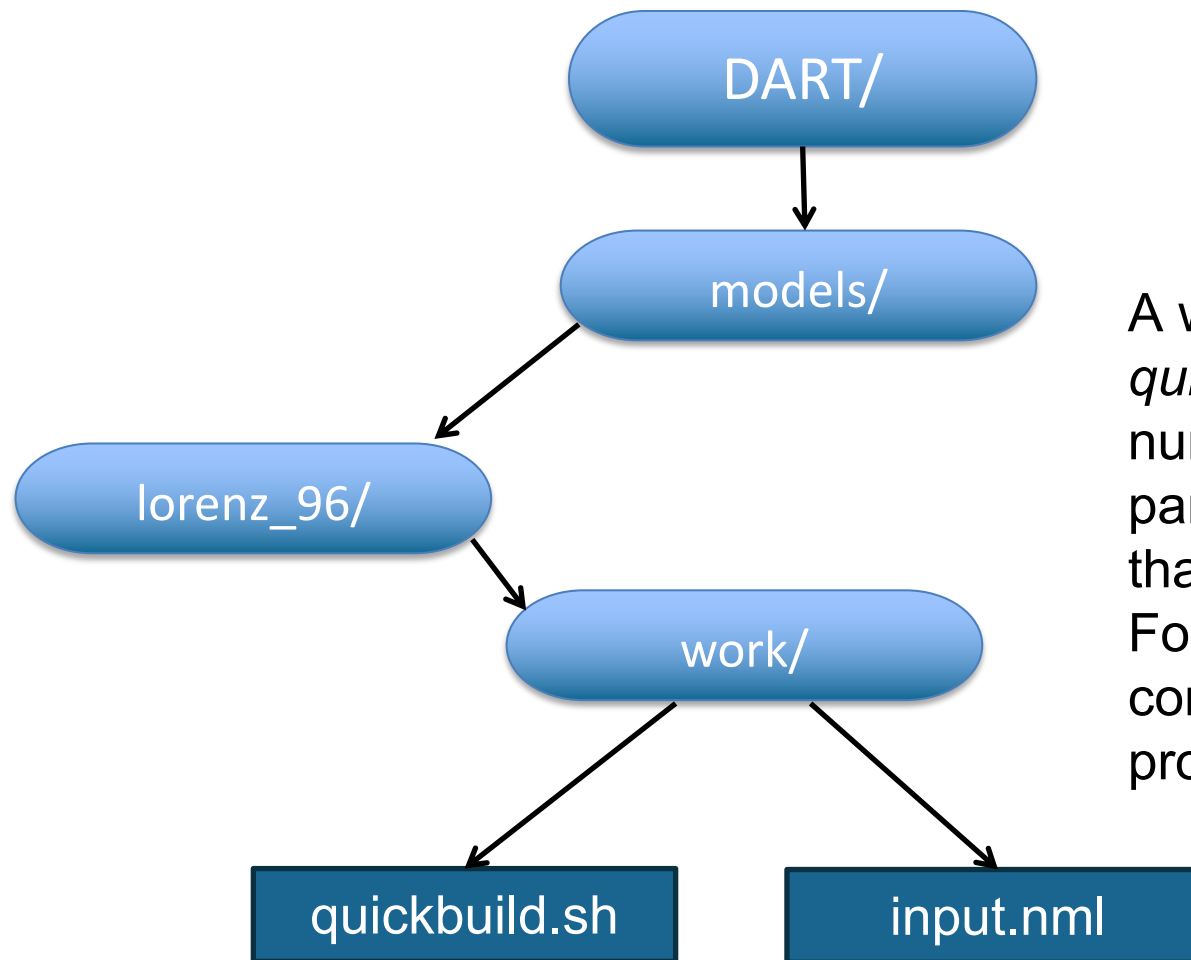 DART/
models/
lorenz_96/
work/
quickbuild.sh
input.nml
A